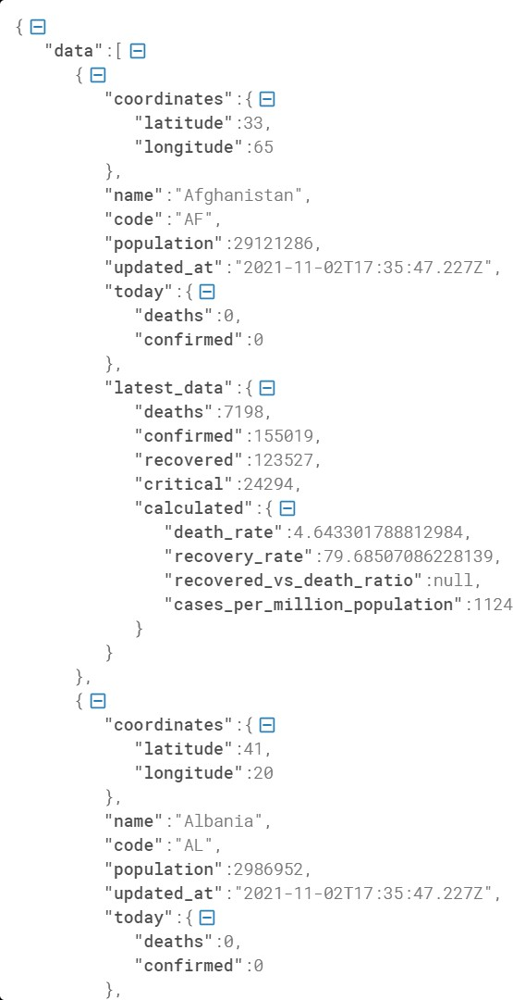 {
"data":[
{
"coordinates":{
"latitude":33,
"longitude":65
},
"name":"Afghanistan",
"code":"AF",
"population":29121286,
"updated_at":"2021-11-02T17:35:47.227Z",
"today":{
"deaths":0,
"confirmed":0
},
"latest_data":{
"deaths":7198,
"confirmed":155019,
"recovered":123527,
"critical":24294,
"calculated":{
"death_rate":4.643301788812984,
"recovery_rate":79.68507086228139,
"recovered_vs_death_ratio":null,
"cases_per_million_population":1124
}
}
},
{
"coordinates":{
"latitude":41,
"longitude":20
},
"name":"Albania",
"code":"AL",
"population":2986952,
"updated_at":"2021-11-02T17:35:47.227Z",
"today":{
"deaths":0,
"confirmed":0
},